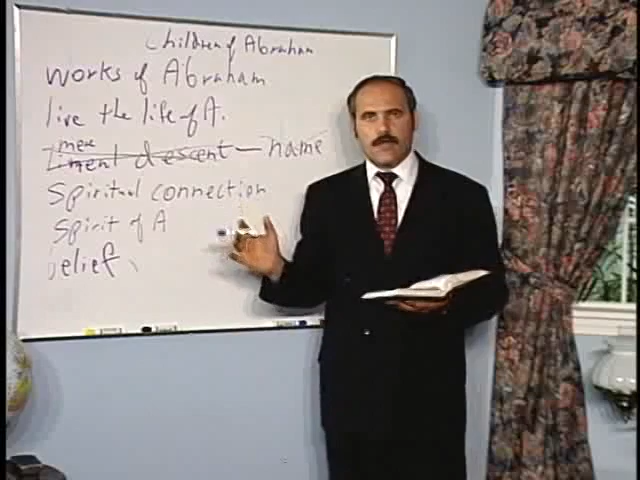 Children of Abraham
works of Abraham
live the life of A.
mere
lineal descent — name
Spiritual connection
Spirit of A
belief